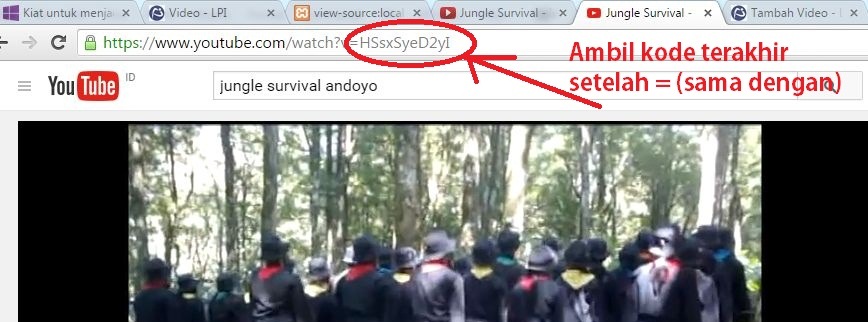 Kiat untuk menja
Video - LPI
view-source:local
Jungle Survival -
Jungle Survival -
Tambah Video - L
https://www.youtube.com/watch?v=HSsxSyeD2yI
Ambil kode terakhir
setelah = (sama dengan)
YouTube ID
jungle survival andoyo